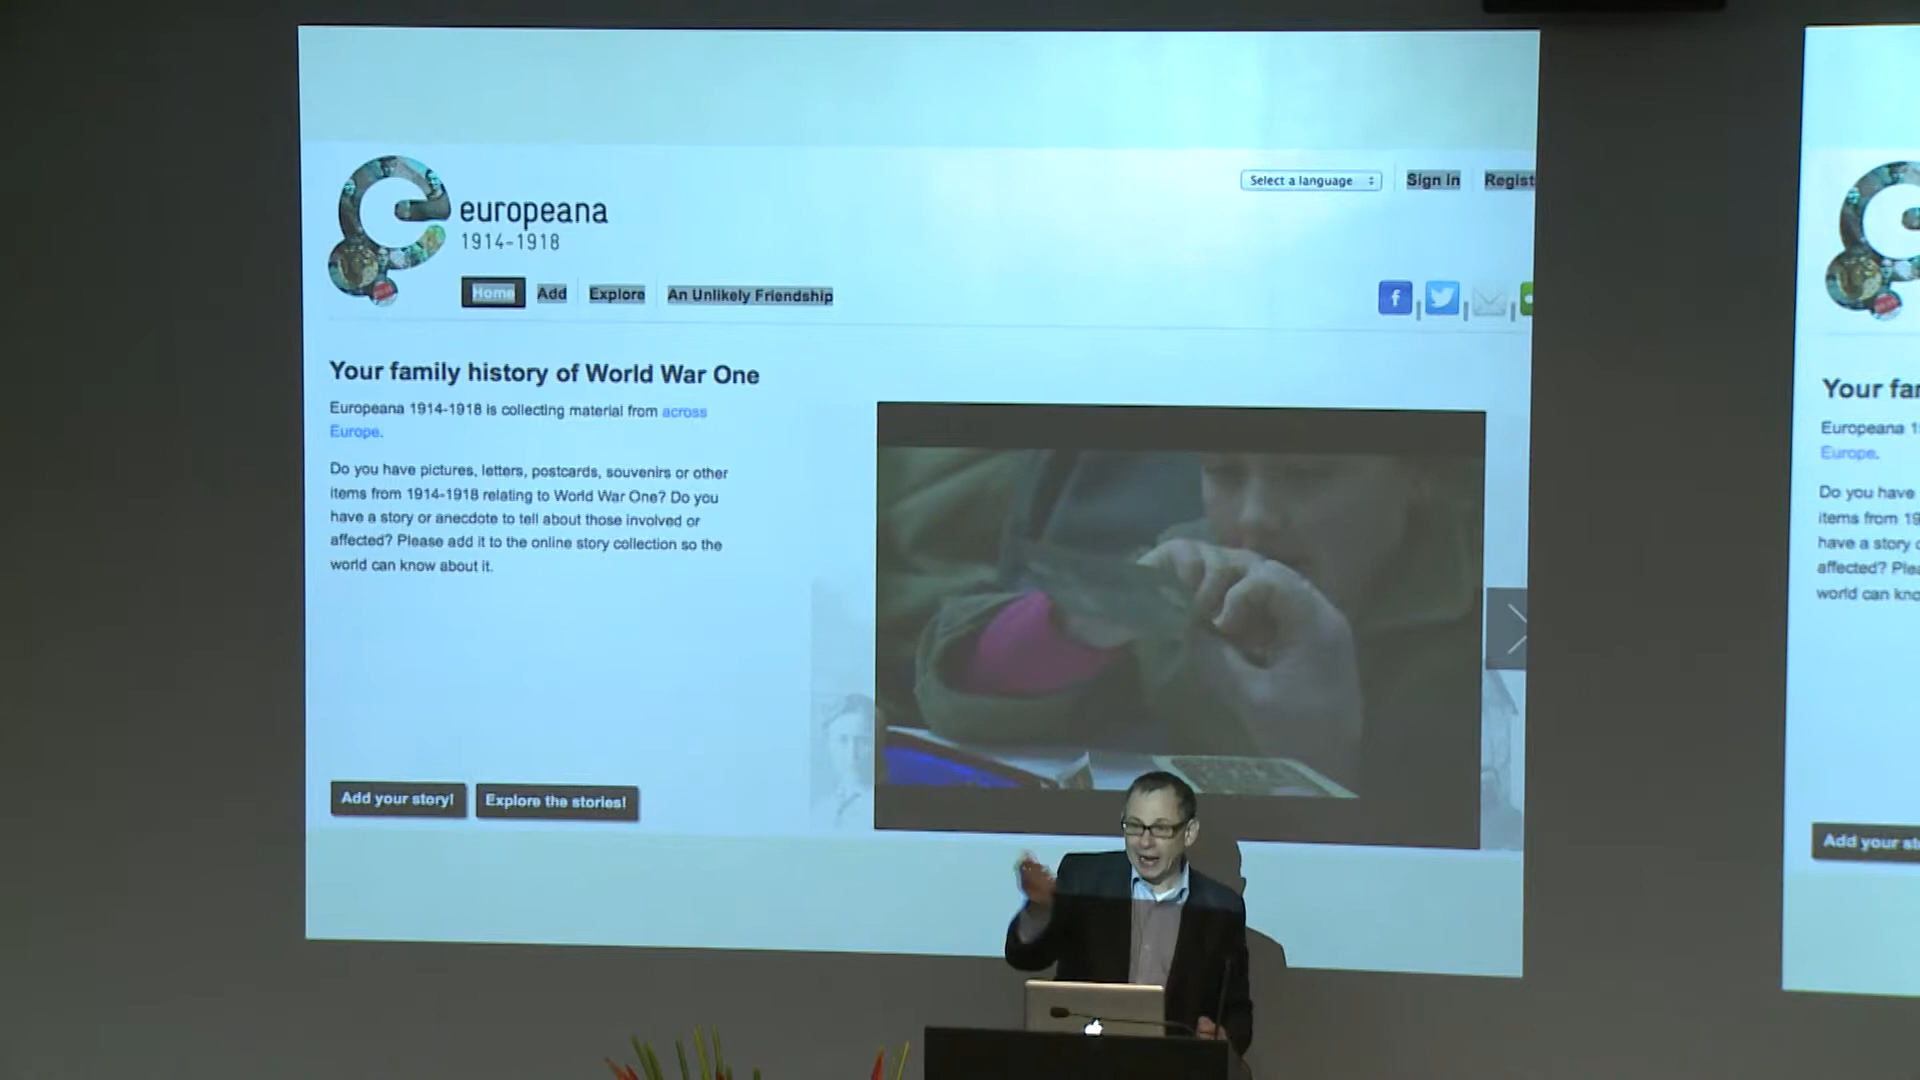 Select a language
Sign In
Regist
europeana
1914-1918
Home
Add
Explore
An Unlikely Friendship
Your family history of World War One
Europeana 1914-1918 is collecting material from across
Europe.
Do you have pictures, letters, postcards, souvenirs or other
items from 1914-1918 relating to World War One? Do you
have a story or anecdote to tell about those involved or
affected? Please add it to the online story collection so the
world can know about it.
Add your story!
Explore the stories!
Your fa
Europeana 1
Europe.
Do you have
items from 19
have a story
affected? Plea
world can kno
Add your st